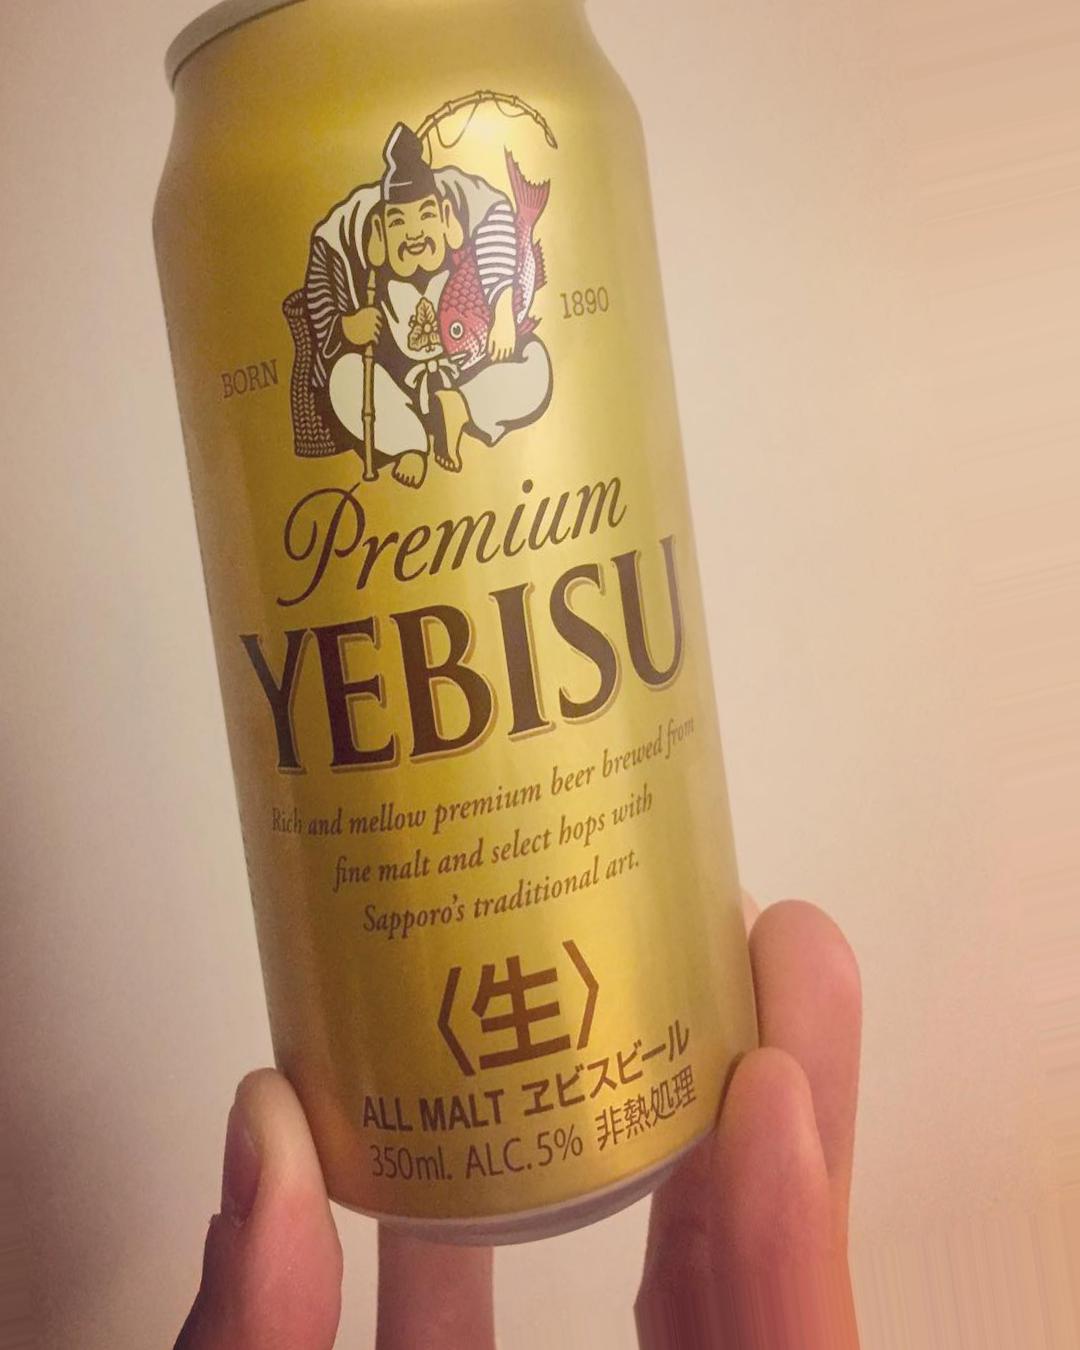 BORN
1890
Premium
YEBISU
Rich and mellow premium beer brewed from
fine malt and select hops with
Sapporo's traditional art.
〈生〉
ALL MALT ヱビスビール
350ml. ALC.5% 非熱処理